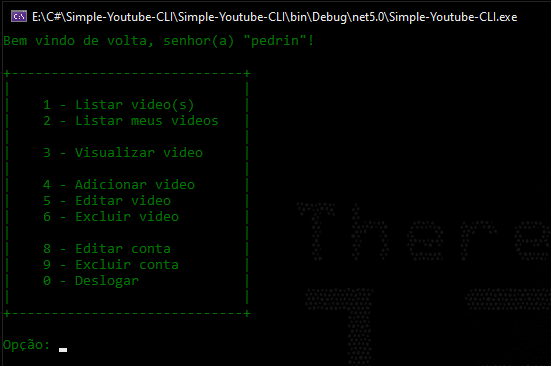 E:\C#\Simple-Youtube-CLI\Simple-Youtube-CLI\bin\Debug\net5.0\Simple-Youtube-CLI.exe
Bem vindo de volta, senhor(a) "pedrin"!
1 - Listar video(s)
2 - Listar meus videos
3 - Visualizar video
4 - Adicionar video
5 - Editar video
6 - Excluir video
8 - Editar conta
9 - Excluir conta
0 - Deslogar
Opção:
There